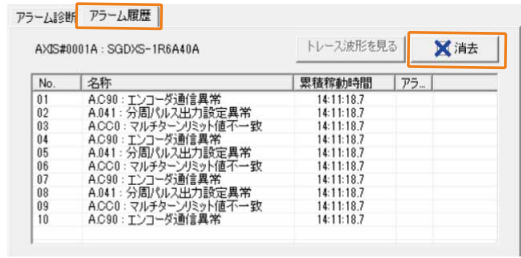 アラーム診断 アラーム履歴
AXIS#0001A : SGDXS-1R6A40A トレース波形を見る 消去
No. 名称 累積稼動時間 アラ...
01 A.C90 : エンコーダ通信異常 14:11:18.7
02 A.041 : 分周パルス出力設定異常 14:11:18.7
03 A.CC0 : マルチターンリミット値不一致 14:11:18.7
04 A.C90 : エンコーダ通信異常 14:11:18.7
05 A.041 : 分周パルス出力設定異常 14:11:18.7
06 A.CC0 : マルチターンリミット値不一致 14:11:18.7
07 A.C90 : エンコーダ通信異常 14:11:18.7
08 A.041 : 分周パルス出力設定異常 14:11:18.7
09 A.CC0 : マルチターンリミット値不一致 14:11:18.7
10 A.C90 : エンコーダ通信異常 14:11:18.7